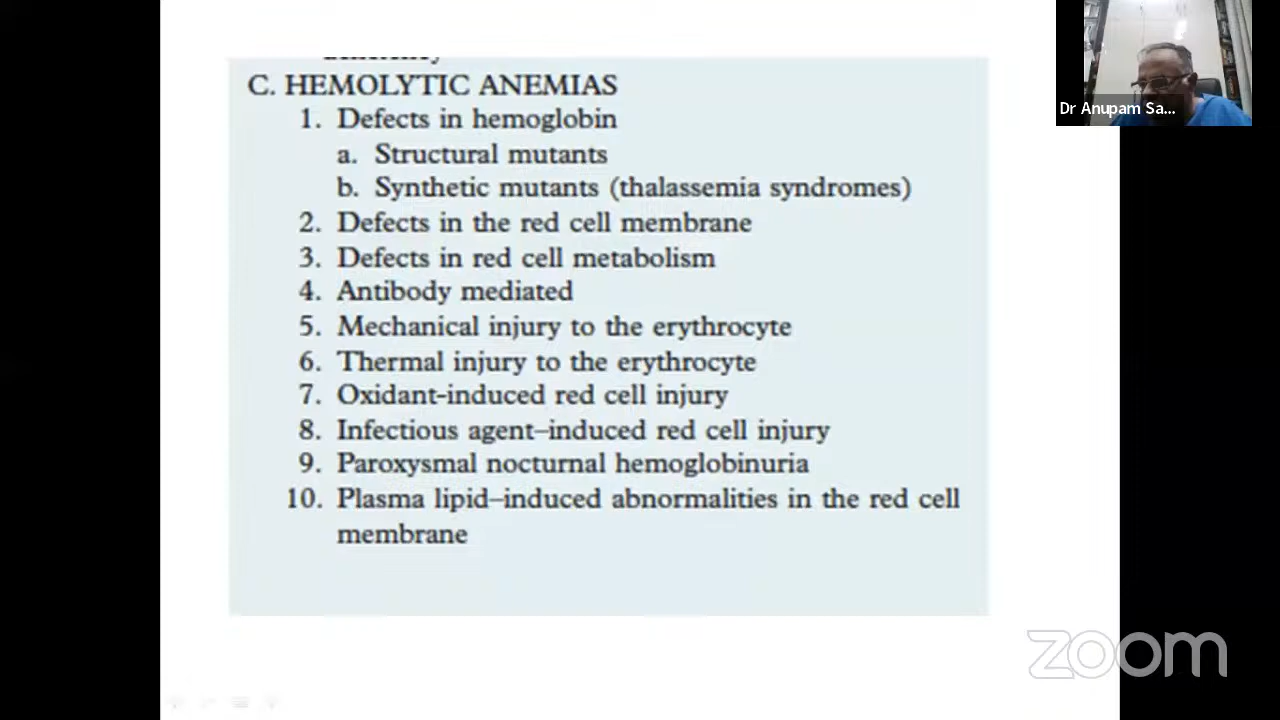 C. HEMOLYTIC ANEMIAS
1. Defects in hemoglobin
a. Structural mutants
b. Synthetic mutants (thalassemia syndromes)
2. Defects in the red cell membrane
3. Defects in red cell metabolism
4. Antibody mediated
5. Mechanical injury to the erythrocyte
6. Thermal injury to the erythrocyte
7. Oxidant-induced red cell injury
8. Infectious agent–induced red cell injury
9. Paroxysmal nocturnal hemoglobinuria
10. Plasma lipid–induced abnormalities in the red cell
membrane
Dr Anupam Sa...
zoom